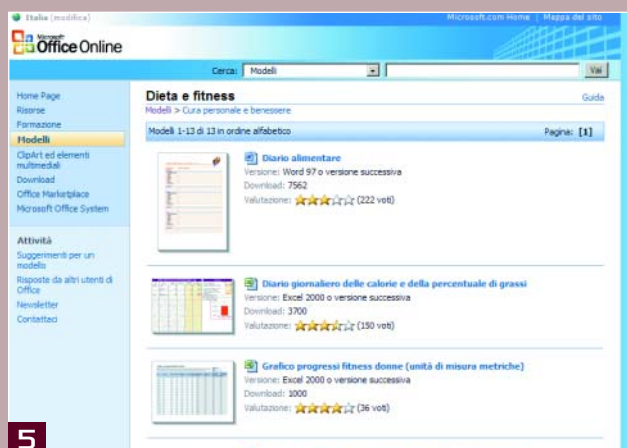 Italia (modifica)
Microsoft.com Home | Mappa del sito
Microsoft
Office Online
Cerca: Modelli
Vai
Home Page
Risorse
Formazione
Modelli
ClipArt ed elementi
multimediali
Download
Office Marketplace
Microsoft Office System
Attività
Suggerimenti per un
modello
Risposte da altri utenti di
Office
Newsletter
Contattaci
Dieta e fitness
Guida
Modelli > Cura personale e benessere
Modelli 1-13 di 13 in ordine alfabetico
Pagina: [1]
Diario alimentare
Versione: Word 97 o versione successiva
Download: 7562
Valutazione: (222 voti)
Diario giornaliero delle calorie e della percentuale di grassi
Versione: Excel 2000 o versione successiva
Download: 3700
Valutazione: (150 voti)
Grafico progressi fitness donne (unità di misura metriche)
Versione: Excel 2000 o versione successiva
Download: 1000
Valutazione: (36 voti)
5